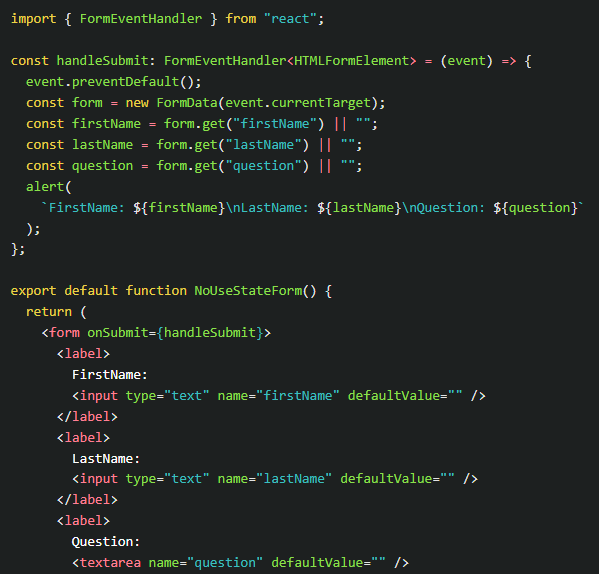 import { FormEventHandler } from "react";

const handleSubmit: FormEventHandler<HTMLFormElement> = (event) => {
  event.preventDefault();
  const form = new FormData(event.currentTarget);
  const firstName = form.get("firstName") || "";
  const lastName = form.get("lastName") || "";
  const question = form.get("question") || "";
  alert(
    `FirstName: ${firstName}\nLastName: ${lastName}\nQuestion: ${question}`
  );
};

export default function NoUseStateForm() {
  return (
    <form onSubmit={handleSubmit}>
      <label>
        FirstName:
        <input type="text" name="firstName" defaultValue="" />
      </label>
      <label>
        LastName:
        <input type="text" name="lastName" defaultValue="" />
      </label>
      <label>
        Question:
        <textarea name="question" defaultValue="" />